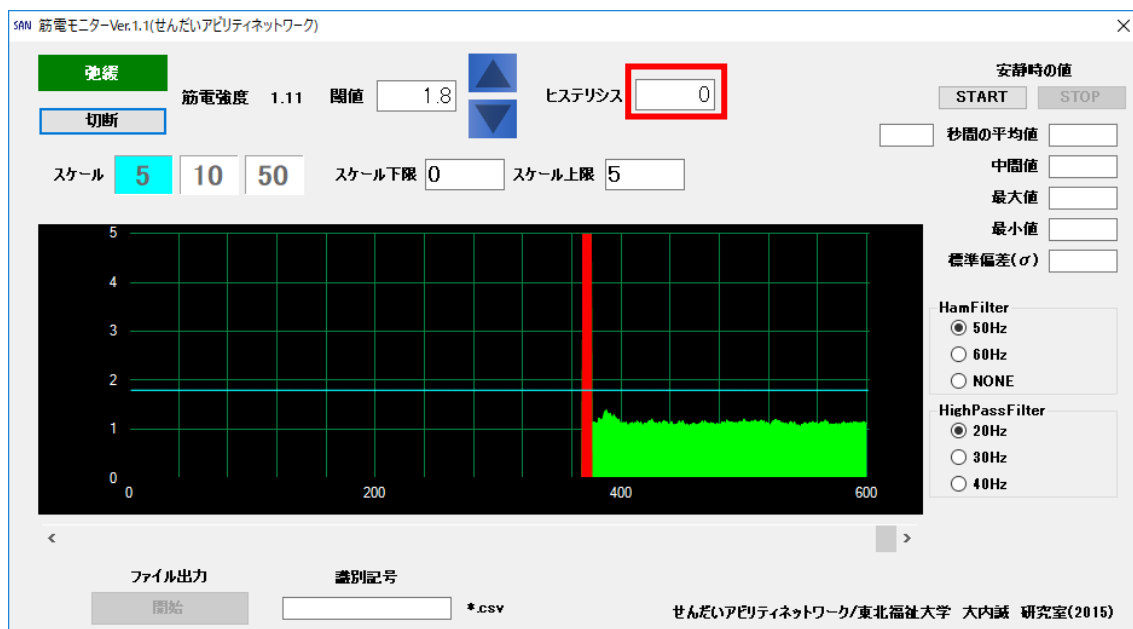 SAN 筋電モニターVer.1.1(せんだいアビリティネットワーク)
弛緩
筋電強度 1.11 閾値 1.8 ヒステリシス 0
切断
安静時の値
START STOP
秒間の平均値
中間値
最大値
最小値
標準偏差(σ)
スケール 5 10 50 スケール下限 0 スケール上限 5
5
4
3
2
1
0
0 200 400 600
HamFilter
50Hz
60Hz
NONE
HighPassFilter
20Hz
30Hz
40Hz
ファイル出力 識別記号
開始 *.csv
せんだいアビリティネットワーク/東北福祉大学 大内誠 研究室(2015)